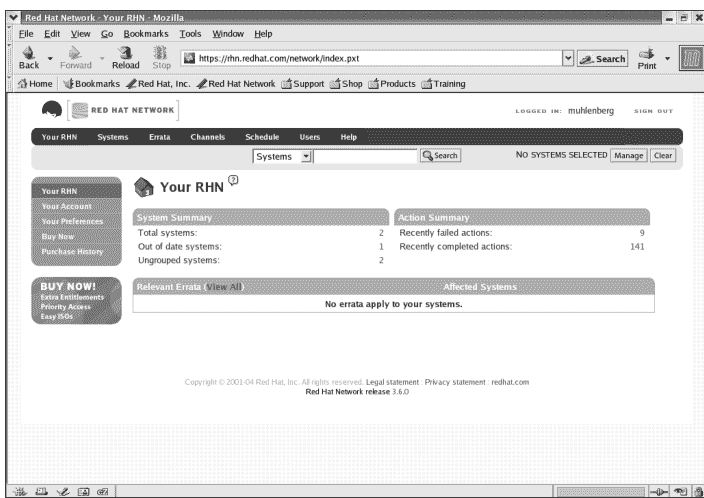 Red Hat Network - Your RHN - Mozilla
File Edit View Go Bookmarks Tools Window Help
Back Forward Reload Stop https://rhn.redhat.com/network/index.pxt Search Print
Home Bookmarks Red Hat, Inc. Red Hat Network Support Shop Products Training
RED HAT NETWORK LOGGED IN: muhlenberg SIGN OUT
Your RHN Systems Errata Channels Schedule Users Help
Systems Search NO SYSTEMS SELECTED Manage Clear
Your RHN
Your Account
Your Preferences
Buy Now
Purchase History
BUY NOW!
Extra Entitlements
Priority Access
Easy ISOs
Your RHN ?
System Summary
Total systems: 2
Out of date systems: 1
Ungrouped systems: 2
Action Summary
Recently failed actions: 9
Recently completed actions: 141
Relevant Errata (View All) Affected Systems
No errata apply to your systems.
Copyright © 2001-04 Red Hat, Inc. All rights reserved. Legal statement : Privacy statement : redhat.com
Red Hat Network release 3.6.0